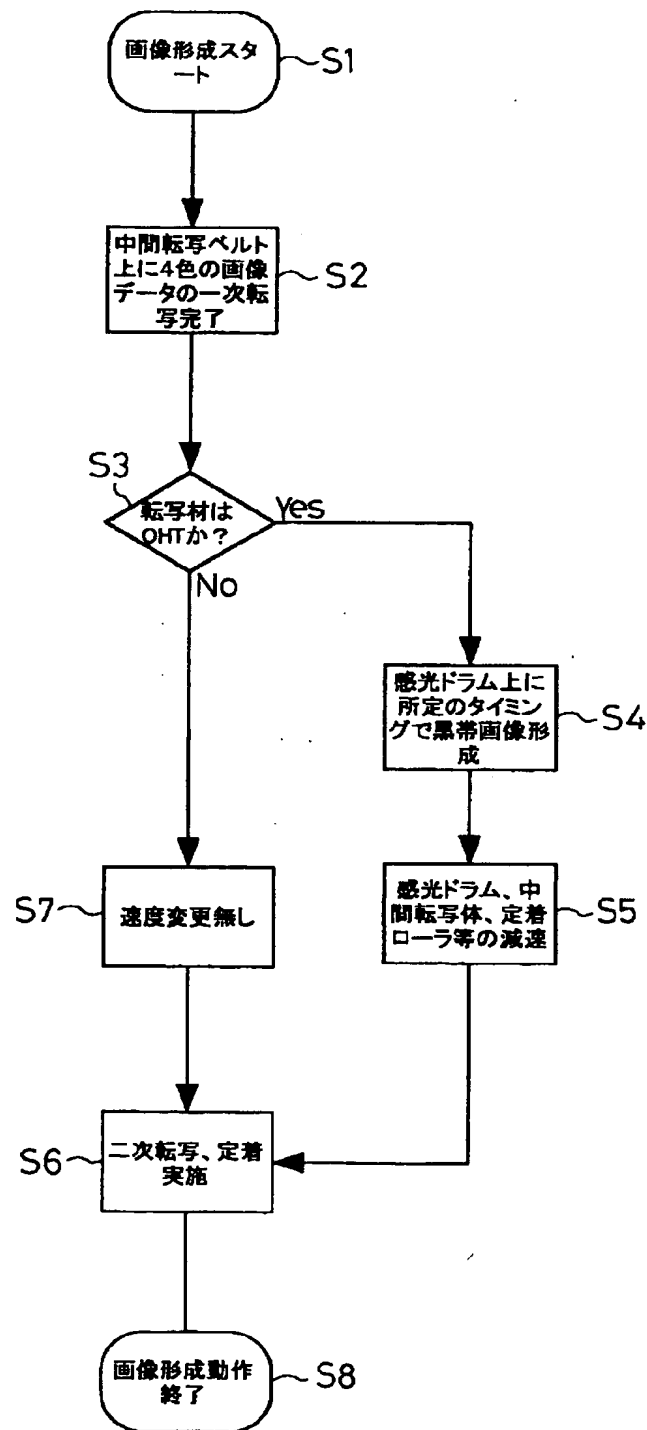 画像形成スタ
ート
S1
中間転写ベルト
上に4色の画像
データの一次転
写完了
S2
S3
転写材は
OHTか?
Yes
No
感光ドラム上に
所定のタイミン
グで黒帯画像形
成
S4
感光ドラム、中
間転写体、定着
ローラ等の減速
S5
S7
速度変更無し
S6
二次転写、定着
実施
画像形成動作
終了
S8